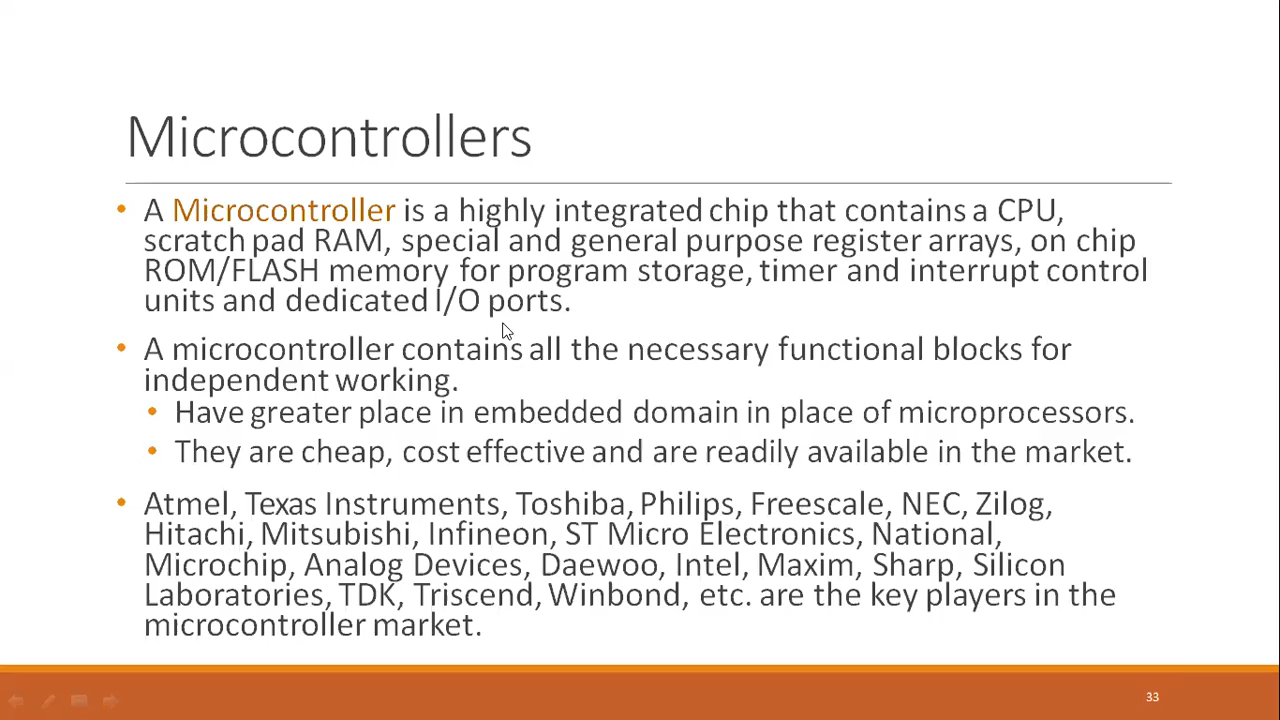 Microcontrollers
• A Microcontroller is a highly integrated chip that contains a CPU,
scratch pad RAM, special and general purpose register arrays, on chip
ROM/FLASH memory for program storage, timer and interrupt control
units and dedicated I/O ports.
• A microcontroller contains all the necessary functional blocks for
independent working.
• Have greater place in embedded domain in place of microprocessors.
• They are cheap, cost effective and are readily available in the market.
• Atmel, Texas Instruments, Toshiba, Philips, Freescale, NEC, Zilog,
Hitachi, Mitsubishi, Infineon, ST Micro Electronics, National,
Microchip, Analog Devices, Daewoo, Intel, Maxim, Sharp, Silicon
Laboratories, TDK, Triscend, Winbond, etc. are the key players in the
microcontroller market.
33